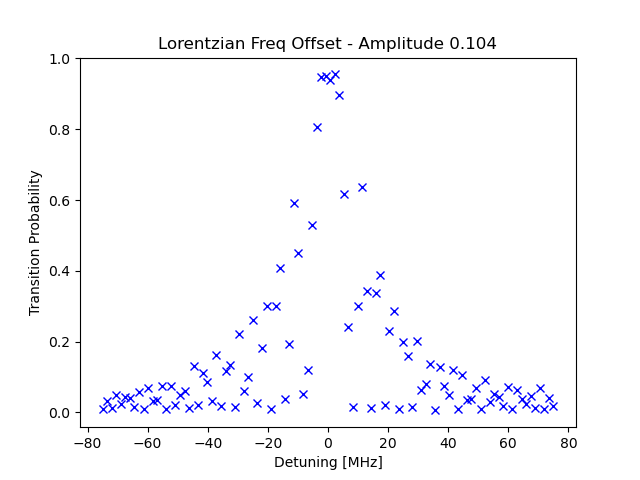 Lorentzian Freq Offset - Amplitude 0.104
1.0
0.8
0.6
0.4
0.2
0.0
Transition Probability
−80 −60 −40 −20 0 20 40 60 80
Detuning [MHz]